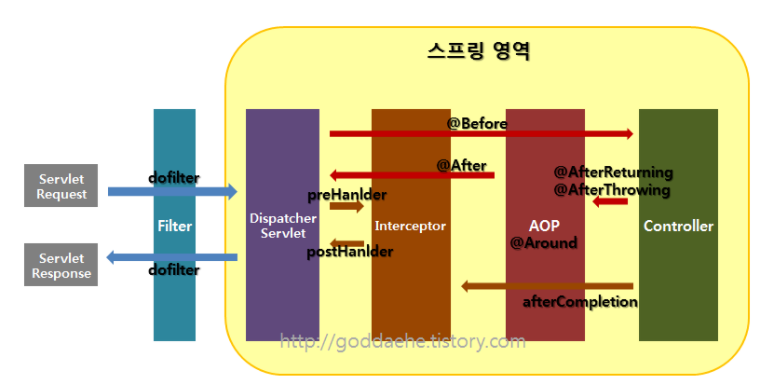 스프링 영역
@Before
@After
@AfterReturning
@AfterThrowing
Servlet
Request
dofilter
preHanlder
Filter
Dispatcher
Servlet
Interceptor
AOP
@Around
Controller
postHanlder
Servlet
Response
dofilter
afterCompletion
http://goddaehe.tistory.com